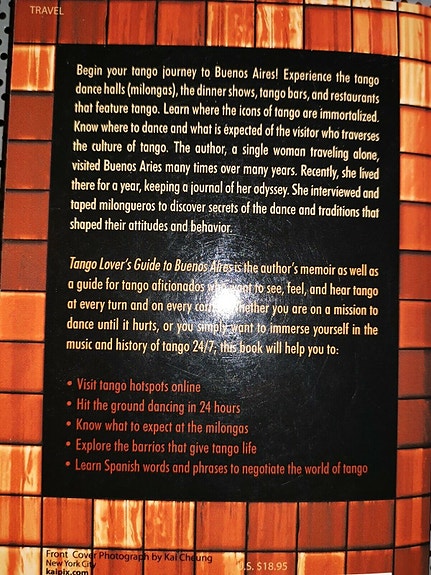 TRAVEL
Begin your tango journey to Buenos Aires! Experience the tango
dance halls (milongas), the dinner shows, tango bars, and restaurants
that feature tango. Learn where the icons of tango are immortalized.
Know where to dance and what is expected of the visitor who traverses
the culture of tango. The author, a single woman traveling alone,
visited Buenos Aries many times over many years. Recently, she lived
there for a year, keeping a journal of her odyssey. She interviewed and
taped milongueros to discover secrets of the dance and traditions that
shaped their attitudes and behavior.
Tango Lover's Guide to Buenos Aires is the author's memoir as well as
a guide for tango aficionados who want to see, feel, and hear tango
at every turn and on every Whether you are on a mission to
dance until it hurts, or you simply want to immerse yourself in the
music and history of tango 24/7, this book will help you to:
• Visit tango hotspots online
• Hit the ground dancing in 24 hours
• Know what to expect at the milongas
• Explore the barrios that give tango life
• Learn Spanish words and phrases to negotiate the world of tango
Front Cover Photograph by Kai Cheung
New York City
kaipix.com
U.S. $18.95